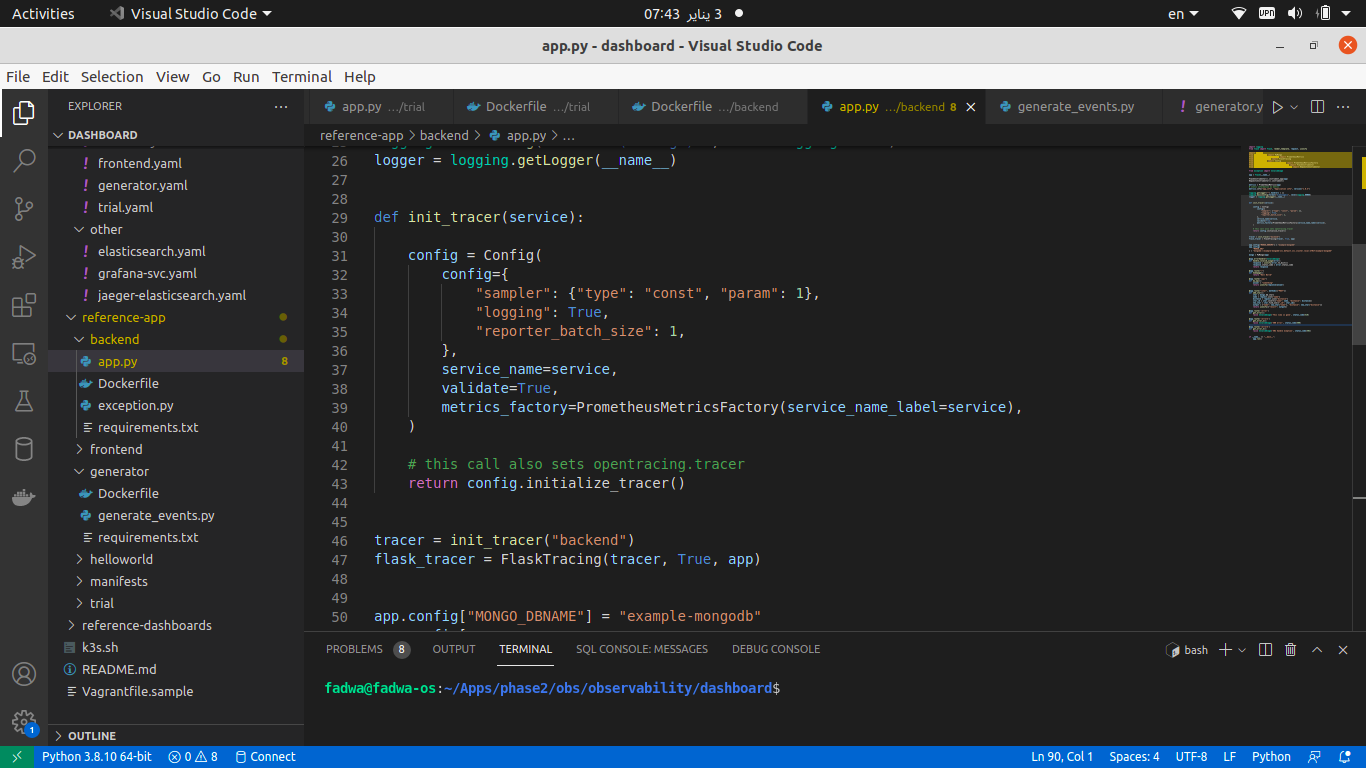 Activities
Visual Studio Code
3 يناير 07:43
en
VPN
app.py - dashboard - Visual Studio Code
File Edit Selection View Go Run Terminal Help
EXPLORER
DASHBOARD
frontend.yaml
generator.yaml
trial.yaml
other
elasticsearch.yaml
grafana-svc.yaml
jaeger-elasticsearch.yaml
reference-app
backend
app.py 8
Dockerfile
exception.py
requirements.txt
frontend
generator
Dockerfile
generate_events.py
requirements.txt
helloworld
manifests
trial
reference-dashboards
k3s.sh
README.md
Vagrantfile.sample
OUTLINE
1
app.py .../trial
Dockerfile .../trial
Dockerfile .../backend
app.py .../backend 8
generate_events.py
generator.y
reference-app > backend > app.py > ...
26 logger = logging.getLogger(__name__)
27
28
29 def init_tracer(service):
30
31 config = Config(
32 config={
33 "sampler": {"type": "const", "param": 1},
34 "logging": True,
35 "reporter_batch_size": 1,
36 },
37 service_name=service,
38 validate=True,
39 metrics_factory=PrometheusMetricsFactory(service_name_label=service),
40 )
41
42 # this call also sets opentracing.tracer
43 return config.initialize_tracer()
44
45
46 tracer = init_tracer("backend")
47 flask_tracer = FlaskTracing(tracer, True, app)
48
49
50 app.config["MONGO_DBNAME"] = "example-mongodb"
PROBLEMS 8 OUTPUT TERMINAL SQL CONSOLE: MESSAGES DEBUG CONSOLE
bash
fadwa@fadwa-os:~/Apps/phase2/obs/observability/dashboard$
Python 3.8.10 64-bit 0 8 Connect
Ln 90, Col 1 Spaces: 4 UTF-8 LF Python